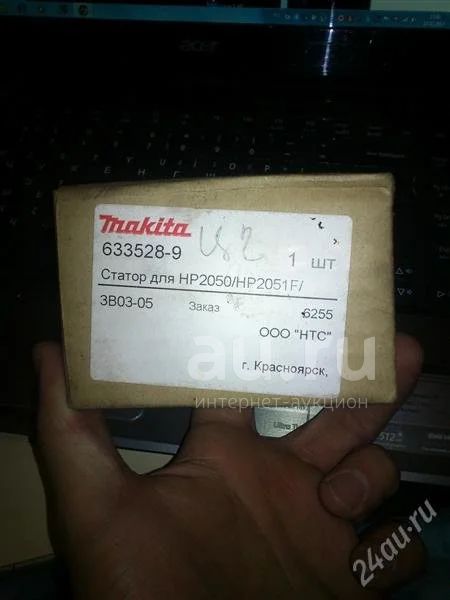 acer
makita
633528-9
1 шт
Статор для HP2050/HP2051F/
3B03-05 Заказ 6255
ООО "НТС"
г. Красноярск,
au.ru
интернет-аукцион
24au.ru